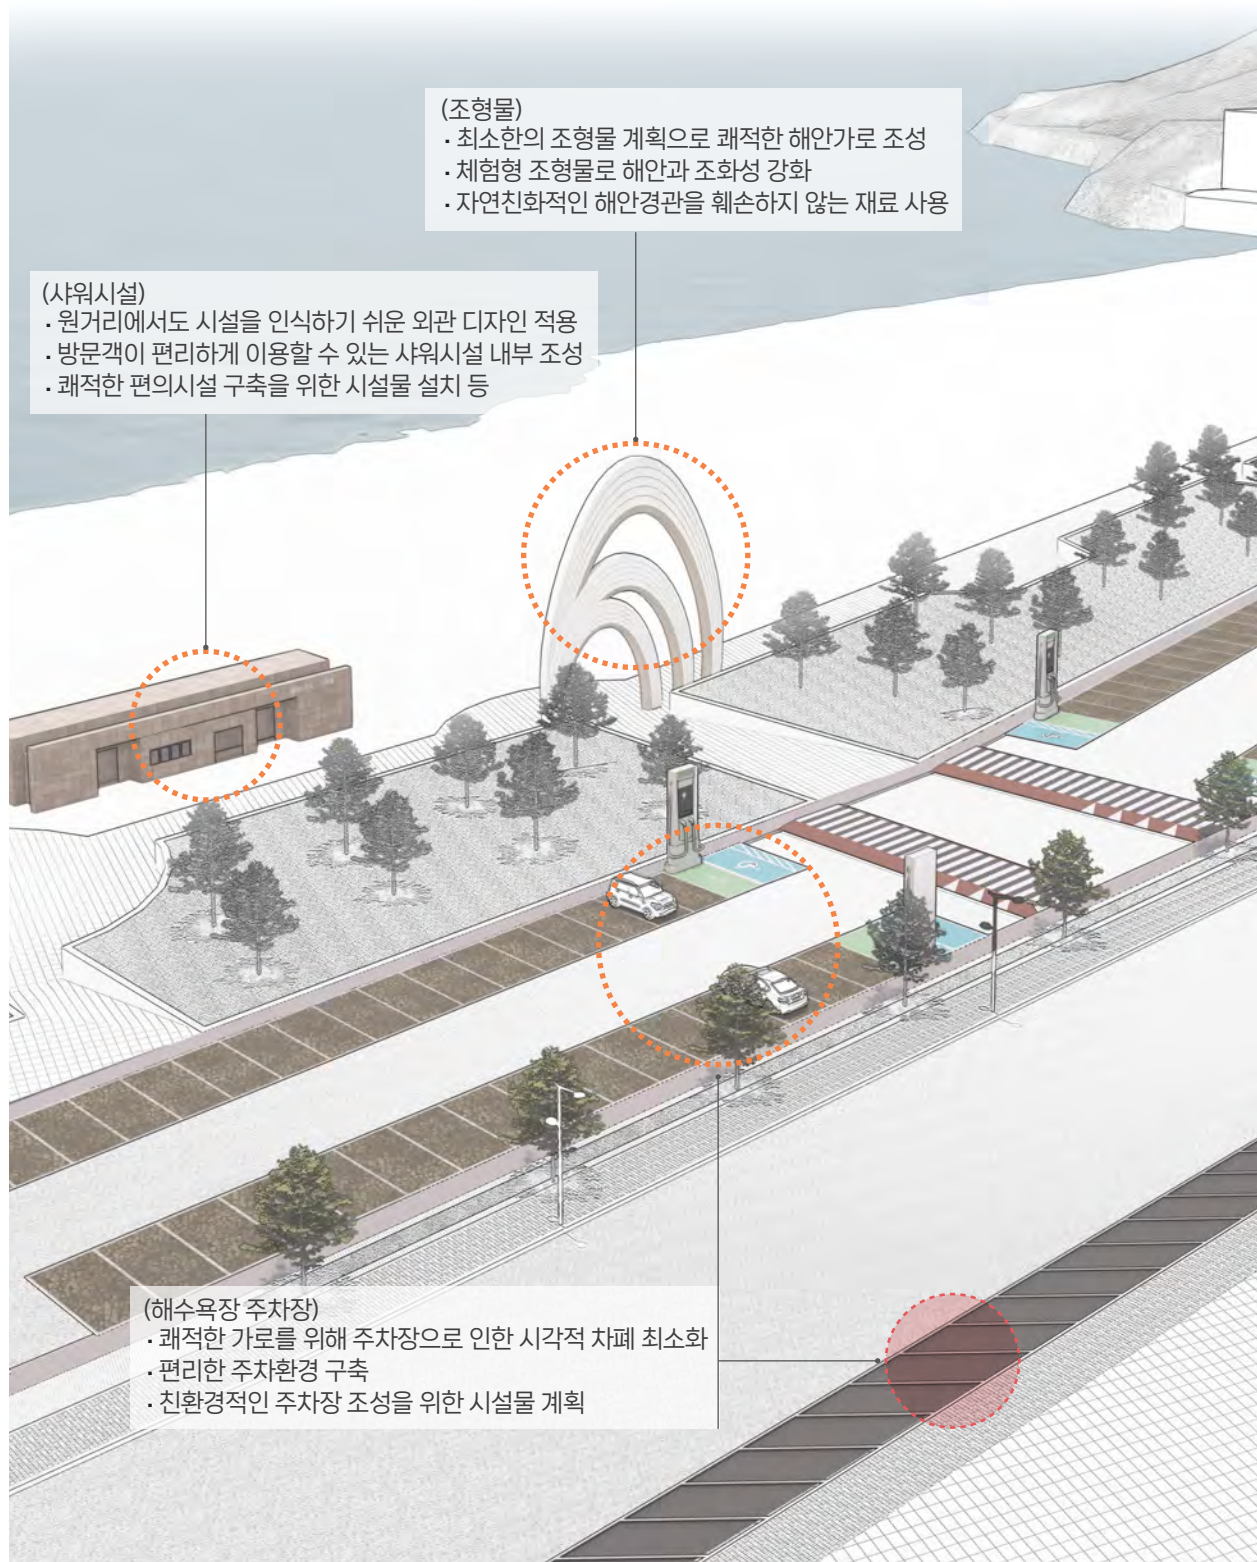 (조형물)
· 최소한의 조형물 계획으로 쾌적한 해안가로 조성
· 체험형 조형물로 해안과 조화성 강화
· 자연친화적인 해안경관을 훼손하지 않는 재료 사용
(샤워시설)
· 원거리에서도 시설을 인식하기 쉬운 외관 디자인 적용
· 방문객이 편리하게 이용할 수 있는 샤워시설 내부 조성
· 쾌적한 편의시설 구축을 위한 시설물 설치 등
(해수욕장 주차장)
· 쾌적한 가로를 위해 주차장으로 인한 시각적 차폐 최소화
· 편리한 주차환경 구축
· 친환경적인 주차장 조성을 위한 시설물 계획